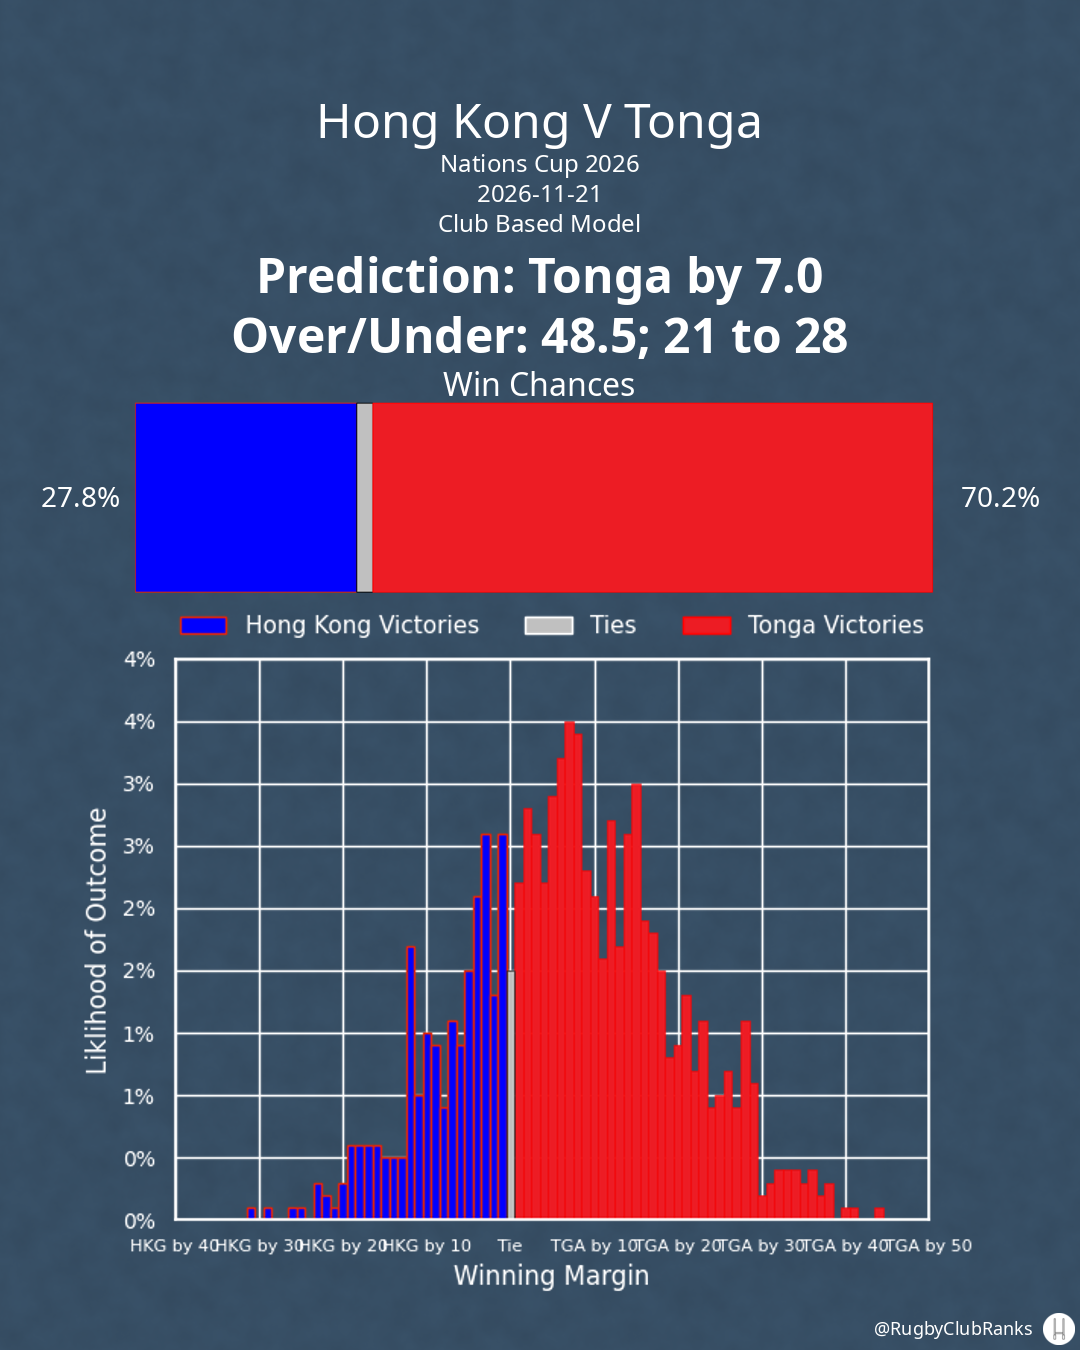 Hong Kong V Tonga
Nations Cup 2026
2026-11-21
Club Based Model
Prediction: Tonga by 7.0
Over/Under: 48.5; 21 to 28
Win Chances
27.8%
70.2%
Hong Kong Victories
Ties
Tonga Victories
4%
4%
3%
3%
2%
2%
1%
1%
0%
0%
Liklihood of Outcome
HKG by 40
HKG by 30
HKG by 20
HKG by 10
Tie
TGA by 10
TGA by 20
TGA by 30
TGA by 40
TGA by 50
Winning Margin
@RugbyClubRanks